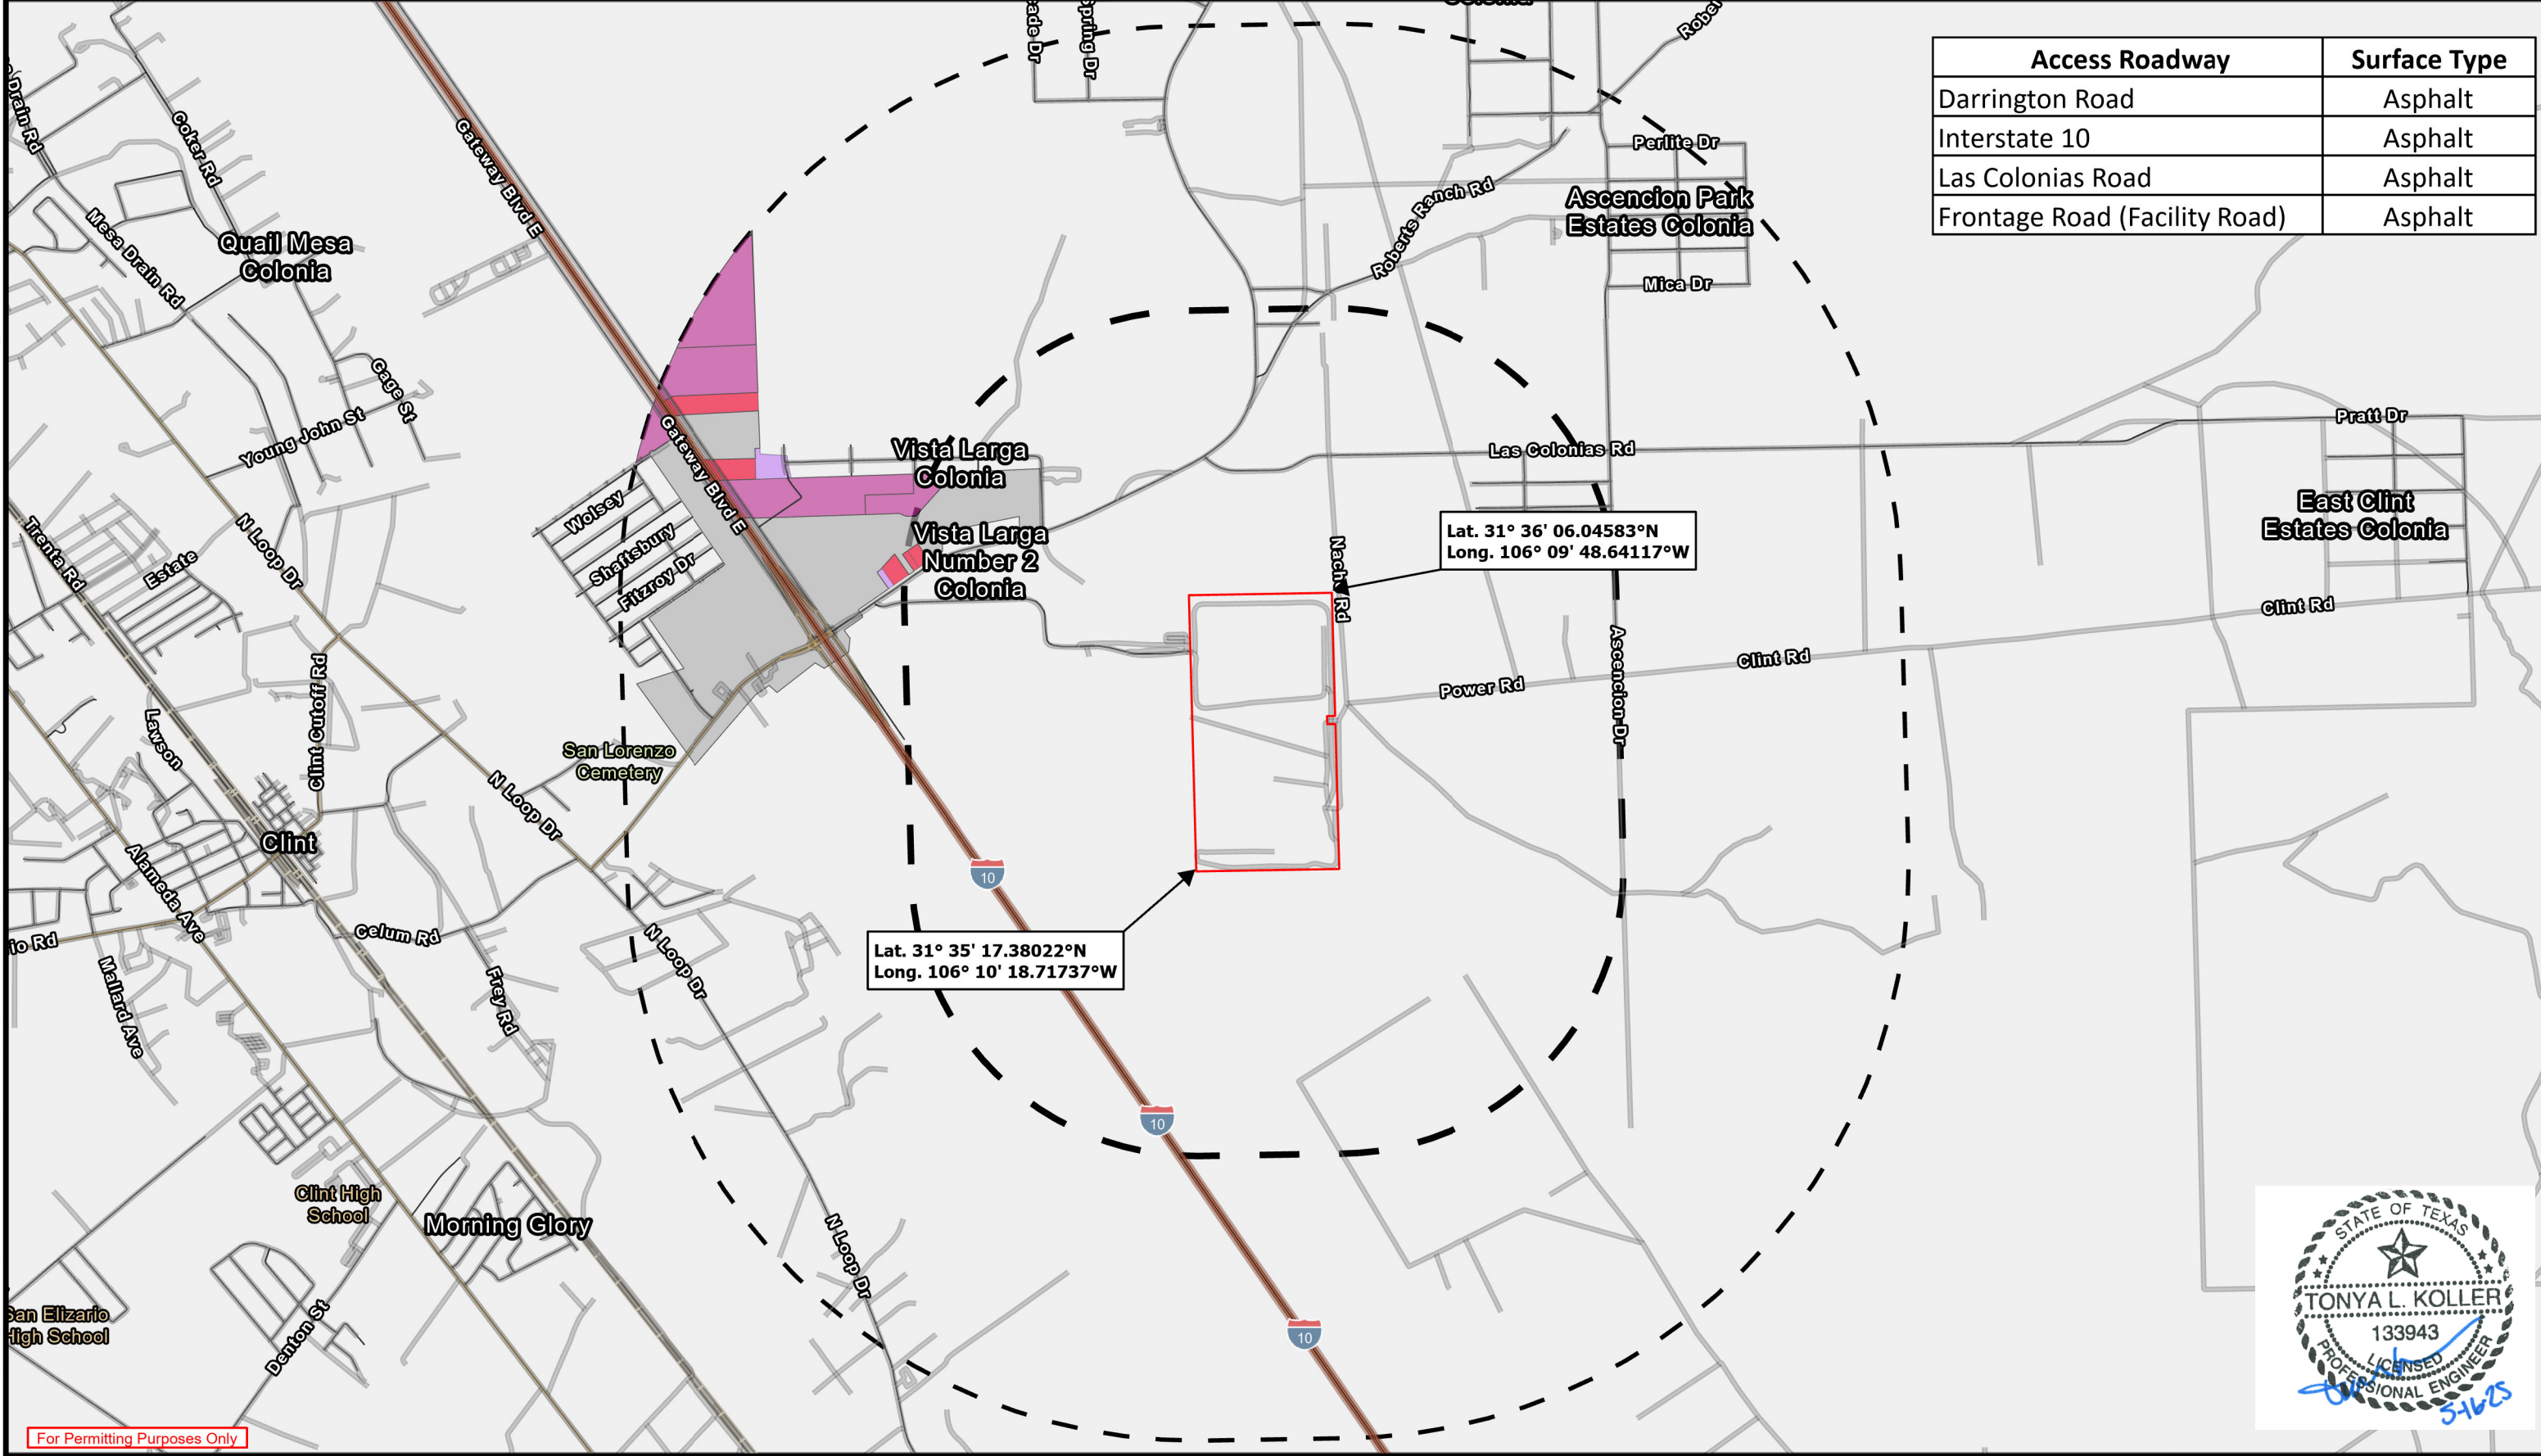 Access Roadway Surface Type
Darrington Road Asphalt
Interstate 10 Asphalt
Las Colonias Road Asphalt
Frontage Road (Facility Road) Asphalt
Coker Rd
Gateway Blvd E
Perlite Dr
Ascencion Park
Estates Colonia
Mica Dr
Roberts Ranch Rd
Quail Mesa
Colonia
Mesa Drain Rd
Gage St
Young John St
Gateway Blvd E
Vista Larga
Colonia
Las Colonias Rd
Pratt Dr
East Clint
Estates Colonia
Wolsey
Shaftsbury
Fitzroy Dr
Vista Larga
Number 2
Colonia
Lat. 31° 36' 06.04583°N
Long. 106° 09' 48.64117°W
N Loop Dr
Trenta Rd
Estate
Clint Rd
Clint Rd
Power Rd
Ascencion Dr
Clint Cutoff Rd
Lawson
San Lorenzo
Cemetery
N Loop Dr
Clint
Alameda Ave
10
Celum Rd
Mallard Ave
Frey Rd
N Loop Dr
Lat. 31° 35' 17.38022°N
Long. 106° 10' 18.71737°W
10
Clint High
School
Morning Glory
N Loop Dr
10
San Elizario
High School
Denton St
STATE OF TEXAS
TONYA L. KOLLER
133943
LICENSED
PROFESSIONAL ENGINEER
5-16-25
For Permitting Purposes Only